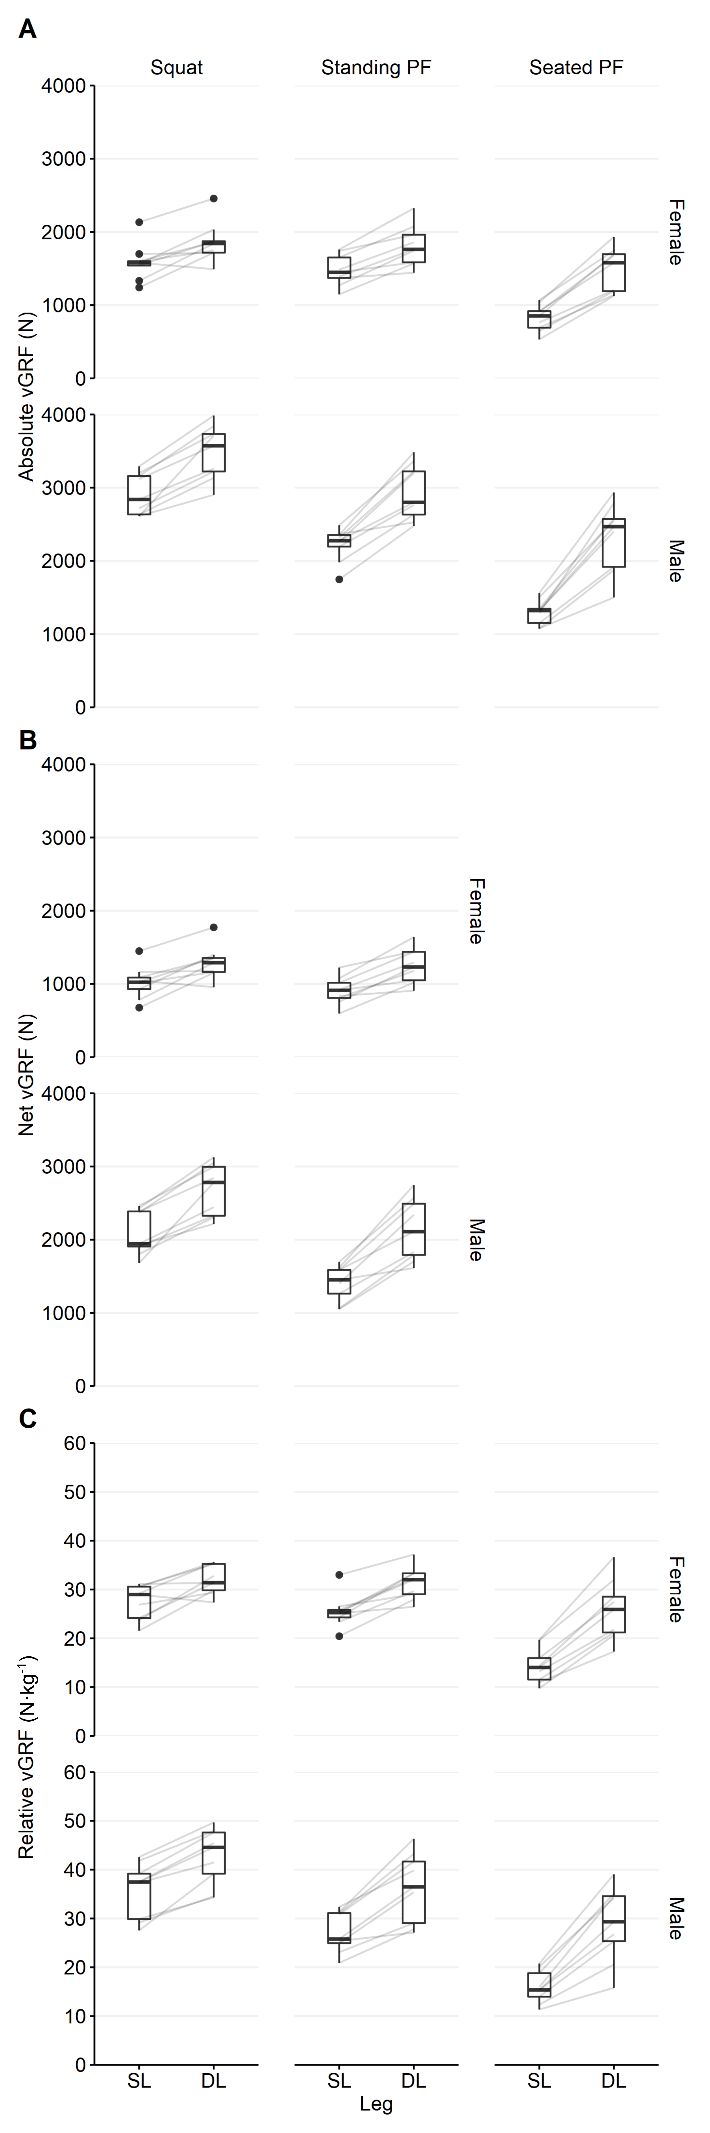 A
Squat Standing PF Seated PF
4000
3000
2000
1000
0
Female
Absolute vGRF (N)
4000
3000
2000
1000
0
Male
B
4000
3000
2000
1000
0
Female
Net vGRF (N)
4000
3000
2000
1000
0
Male
C
60
50
40
30
20
10
0
Female
Relative vGRF (N·kg⁻¹)
60
50
40
30
20
10
0
Male
SL DL SL DL SL DL
Leg